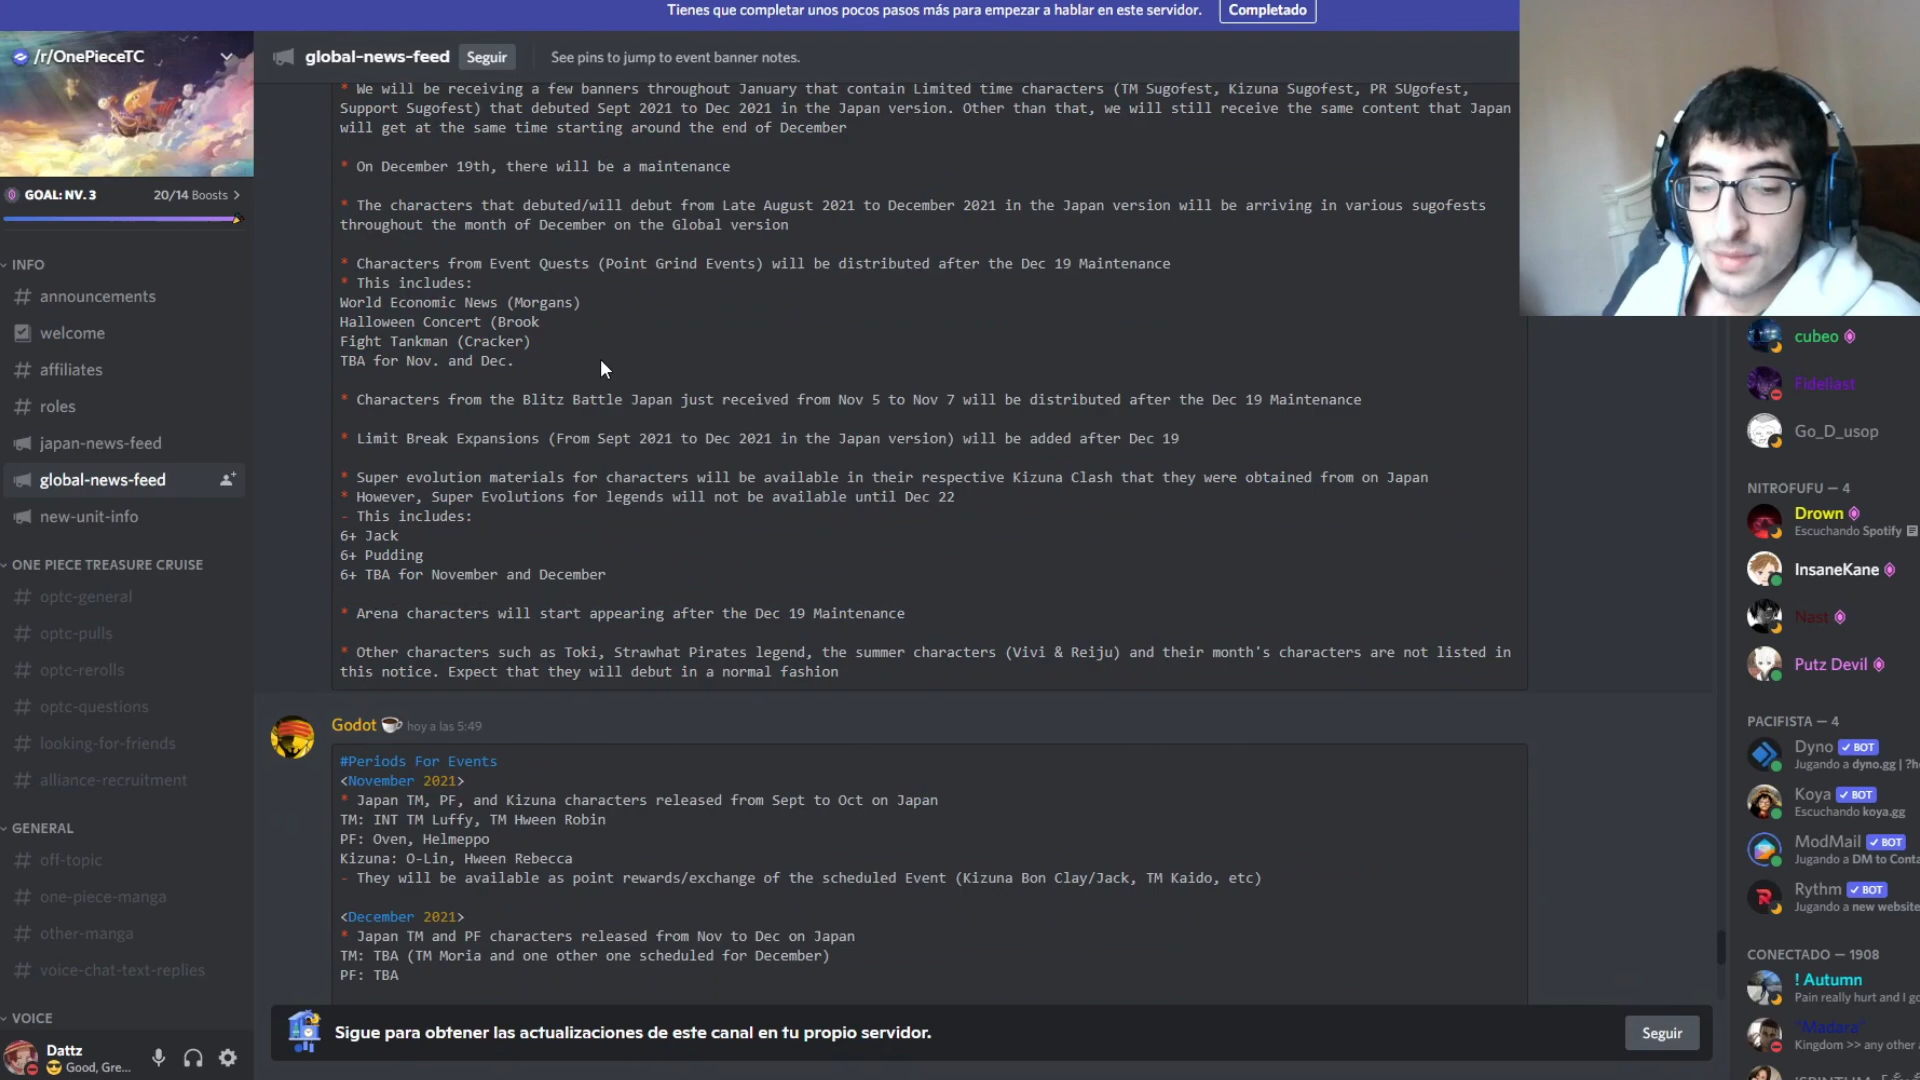 Tienes que completar unos pocos pasos más para empezar a hablar en este servidor.
Completado
/r/OnePieceTC
GOAL: NV. 3
20/14 Boosts
INFO
announcements
welcome
affiliates
roles
japan-news-feed
global-news-feed
new-unit-info
ONE PIECE TREASURE CRUISE
optc-general
optc-pulls
optc-rerolls
optc-questions
looking-for-friends
alliance-recruitment
GENERAL
off-topic
one-piece-manga
other-manga
voice-chat-text-replies
VOICE
Dattz
Good, Gre...
global-news-feed
Seguir
See pins to jump to event banner notes.
* We will be receiving a few banners throughout January that contain Limited time characters (TM Sugofest, Kizuna Sugofest, PR SUgofest,
Support Sugofest) that debuted Sept 2021 to Dec 2021 in the Japan version. Other than that, we will still receive the same content that Japan
will get at the same time starting around the end of December
* On December 19th, there will be a maintenance
* The characters that debuted/will debut from Late August 2021 to December 2021 in the Japan version will be arriving in various sugofests
throughout the month of December on the Global version
* Characters from Event Quests (Point Grind Events) will be distributed after the Dec 19 Maintenance
* This includes:
World Economic News (Morgans)
Halloween Concert (Brook
Fight Tankman (Cracker)
TBA for Nov. and Dec.
* Characters from the Blitz Battle Japan just received from Nov 5 to Nov 7 will be distributed after the Dec 19 Maintenance
* Limit Break Expansions (From Sept 2021 to Dec 2021 in the Japan version) will be added after Dec 19
* Super evolution materials for characters will be available in their respective Kizuna Clash that they were obtained from on Japan
* However, Super Evolutions for legends will not be available until Dec 22
- This includes:
6+ Jack
6+ Pudding
6+ TBA for November and December
* Arena characters will start appearing after the Dec 19 Maintenance
* Other characters such as Toki, Strawhat Pirates legend, the summer characters (Vivi & Reiju) and their month's characters are not listed in
this notice. Expect that they will debut in a normal fashion
Godot hoy a las 5:49
#Periods For Events
<November 2021>
* Japan TM, PF, and Kizuna characters released from Sept to Oct on Japan
TM: INT TM Luffy, TM Hween Robin
PF: Oven, Helmeppo
Kizuna: O-Lin, Hween Rebecca
- They will be available as point rewards/exchange of the scheduled Event (Kizuna Bon Clay/Jack, TM Kaido, etc)
<December 2021>
* Japan TM and PF characters released from Nov to Dec on Japan
TM: TBA (TM Moria and one other one scheduled for December)
PF: TBA
Sigue para obtener las actualizaciones de este canal en tu propio servidor.
Seguir
cubeo
Fidellast
Go_D_usop
NITROFUFU — 4
Drown
Escuchando Spotify
InsaneKane
Nast
Putz Devil
PACIFISTA — 4
Dyno BOT
Jugando a dyno.gg | ?h
Koya BOT
Escuchando koya.gg
ModMail BOT
Jugando a DM to Conta
Rythm BOT
Jugando a new website
CONECTADO — 1908
! Autumn
Pain really hurt and I go
"Madara"
Kingdom >> any other